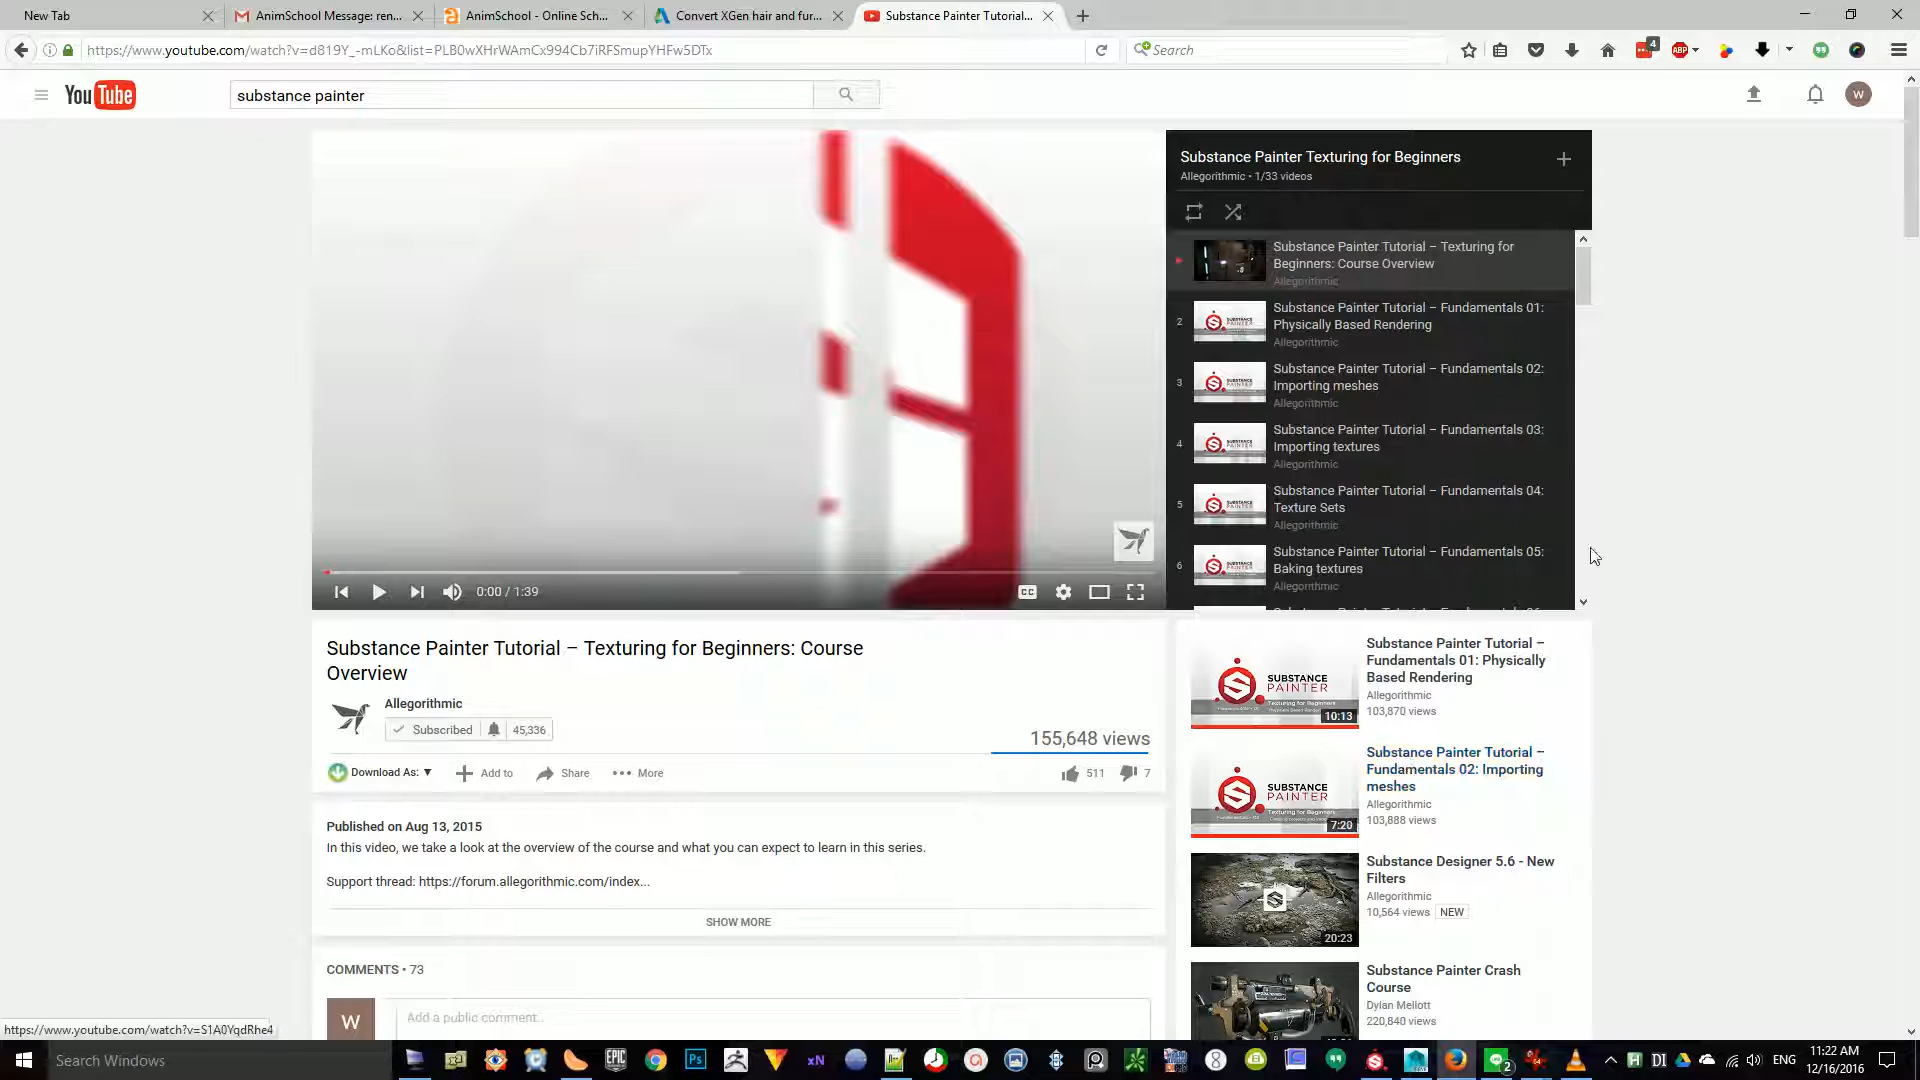 New Tab
AnimSchool Message: ren...
AnimSchool - Online Sch...
Convert XGen hair and fur...
Substance Painter Tutorial...
https://www.youtube.com/watch?v=d819Y_-mLKo&list=PLB0wXHrWAmCx994Cb7iRFSmupYHFw5DTx
Search
4
ABP
YouTube
substance painter
W
Substance Painter Texturing for Beginners
Allegorithmic • 1/33 videos
Substance Painter Tutorial – Texturing for
Beginners: Course Overview
Allegorithmic
2
Substance Painter Tutorial – Fundamentals 01:
Physically Based Rendering
Allegorithmic
3
Substance Painter Tutorial – Fundamentals 02:
Importing meshes
Allegorithmic
4
Substance Painter Tutorial – Fundamentals 03:
Importing textures
Allegorithmic
5
Substance Painter Tutorial – Fundamentals 04:
Texture Sets
Allegorithmic
6
Substance Painter Tutorial – Fundamentals 05:
Baking textures
Allegorithmic
0:00 / 1:39
CC
Substance Painter Tutorial – Texturing for Beginners: Course
Overview
Allegorithmic
Subscribed
45,336
155,648 views
Download As: ▼
Add to
Share
More
511
7
Published on Aug 13, 2015
In this video, we take a look at the overview of the course and what you can expect to learn in this series.
Support thread: https://forum.allegorithmic.com/index...
SHOW MORE
COMMENTS • 73
W
Add a public comment...
SUBSTANCE
PAINTER
10:13
Substance Painter Tutorial –
Fundamentals 01: Physically
Based Rendering
Allegorithmic
103,870 views
SUBSTANCE
PAINTER
7:20
Substance Painter Tutorial –
Fundamentals 02: Importing
meshes
Allegorithmic
103,888 views
20:23
Substance Designer 5.6 - New
Filters
Allegorithmic
10,564 views NEW
Substance Painter Crash
Course
Dylan Mellott
220,840 views
https://www.youtube.com/watch?v=S1A0YqdRhe4
Search Windows
EPIC
Ps
xN
2
ENG
11:22 AM
12/16/2016